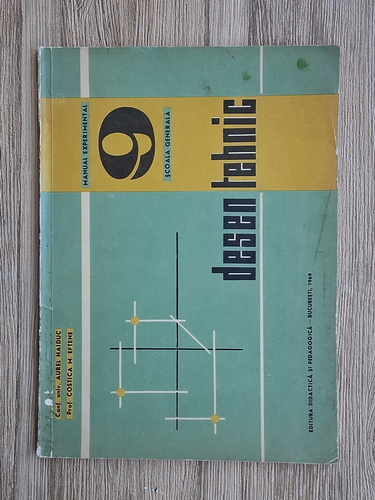 Conf. univ. AUREL HAIDUC
Prof. COSTICA M. EFTENE
MANUAL EXPERIMENTAL
9
ȘCOALA GENERALĂ
desen tehnic
EDITURA DIDACTICĂ ȘI PEDAGOGICĂ - BUCUREȘTI, 1969